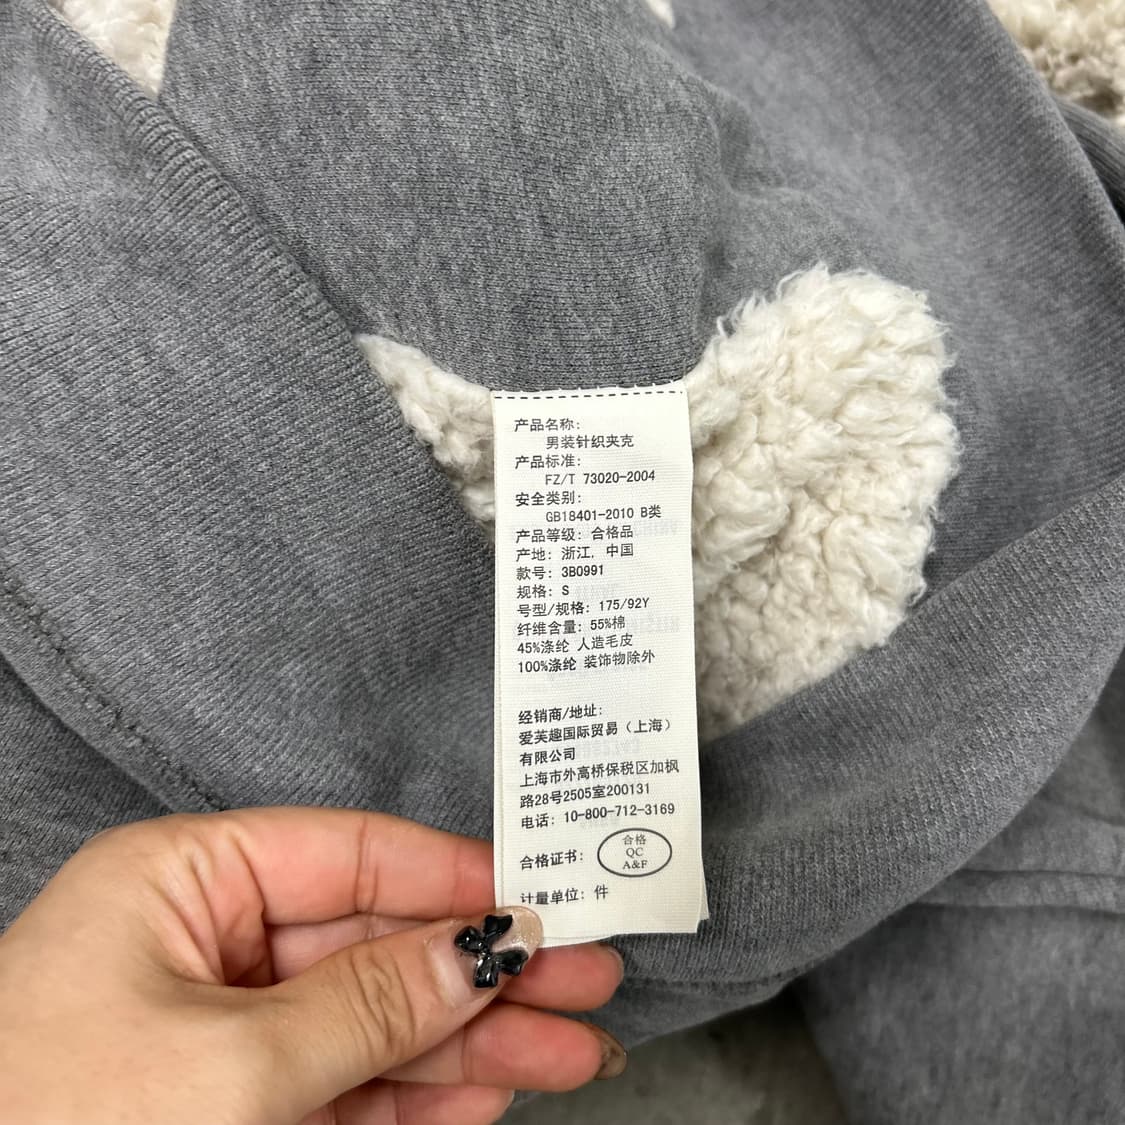 产品名称:
男装针织夹克
产品标准:
FZ/T 73020-2004
安全类别:
GB18401-2010 B类
产品等级: 合格品
产地: 浙江, 中国
款号: 3B0991
规格: S
号型/规格: 175/92Y
纤维含量: 55%棉
45%涤纶 人造毛皮
100%涤纶 装饰物除外
经销商/地址:
爱芙趣国际贸易（上海）
有限公司
上海市外高桥保税区加枫
路28号2505室200131
电话: 10-800-712-3169
合格证书:
合格
QC
A&F
计量单位: 件